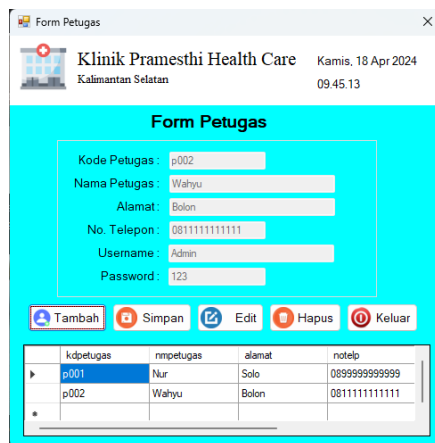 Form Petugas
Klinik Pramesthi Health Care
Kalimantan Selatan
Kamis, 18 Apr 2024
09.45.13
Form Petugas
Kode Petugas : p002
Nama Petugas : Wahyu
Alamat : Bolon
No. Telepon : 0811111111111
Username : Admin
Password : 123
Tambah Simpan Edit Hapus Keluar
kdpetugas nmpetugas alamat notelp
p001 Nur Solo 0899999999999
p002 Wahyu Bolon 0811111111111